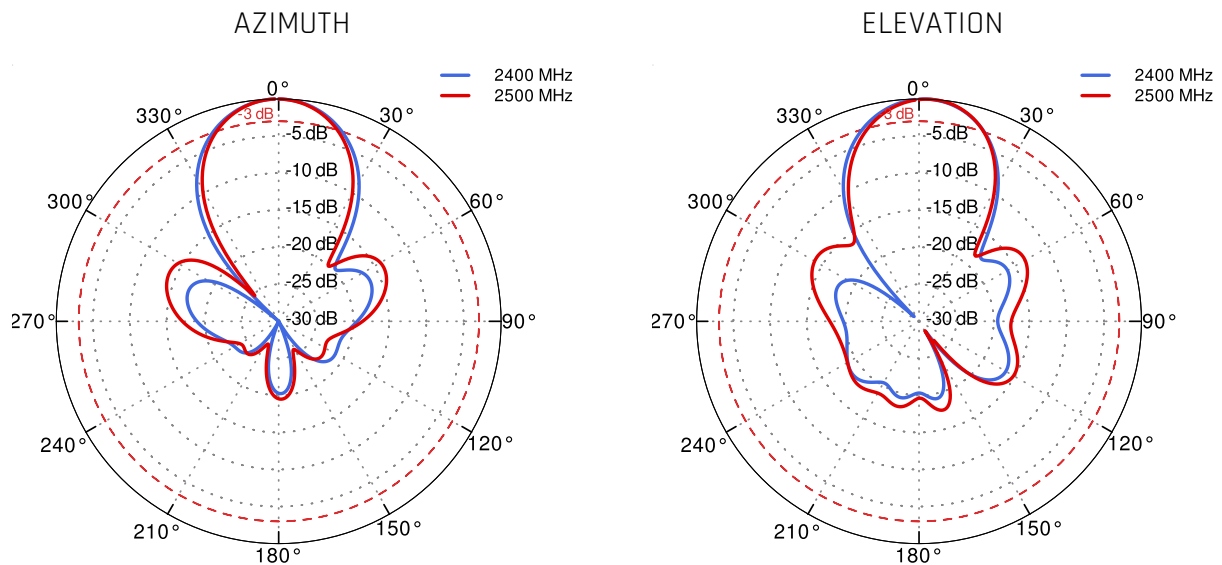 AZIMUTH
2400 MHz
2500 MHz
0°
-3 dB
330°
30°
-5 dB
-10 dB
300°
60°
-15 dB
-20 dB
-25 dB
270°
-30 dB
90°
240°
120°
210°
150°
180°
ELEVATION
2400 MHz
2500 MHz
0°
3 dB
330°
30°
-5 dB
-10 dB
300°
60°
-15 dB
-20 dB
-25 dB
270°
-30 dB
90°
240°
120°
210°
150°
180°